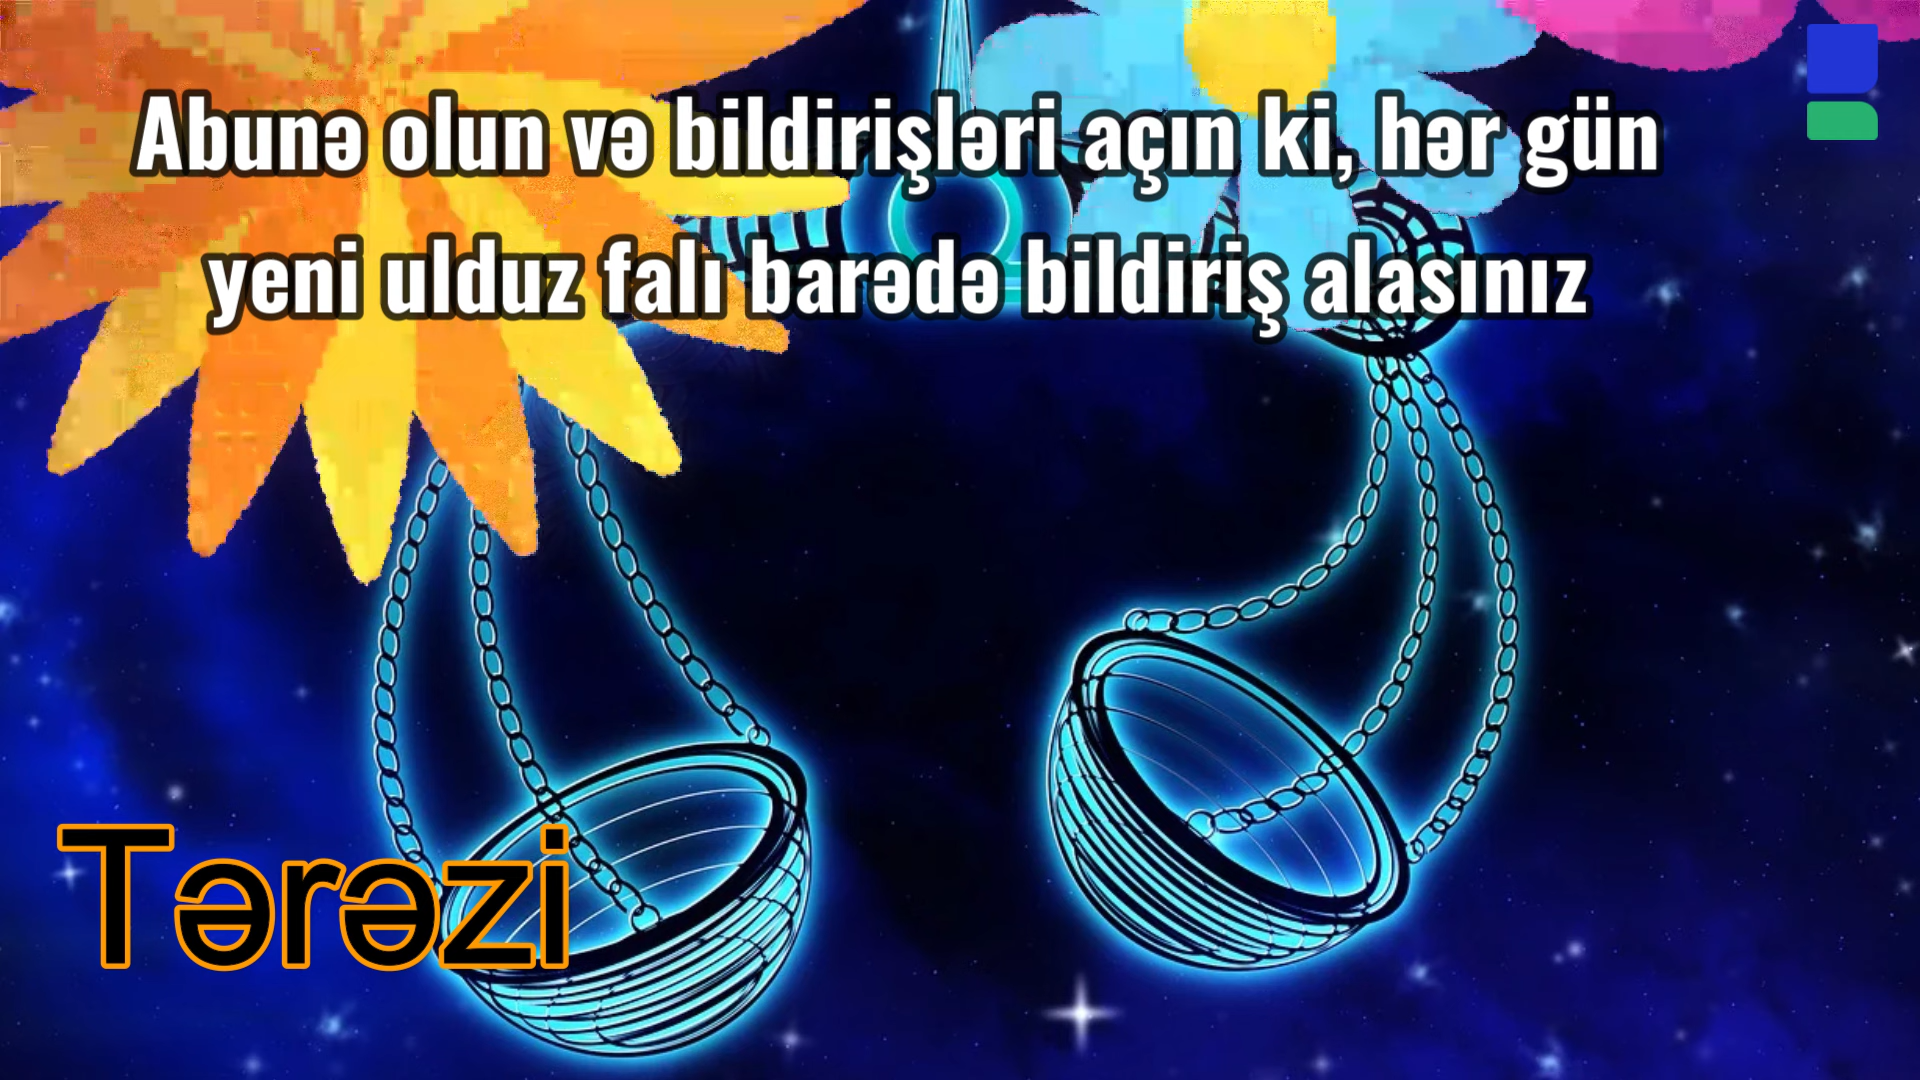 Abunə olun və bildirişləri açın ki, hər gün
yeni ulduz falı barədə bildiriş alasınız
Tərəzi